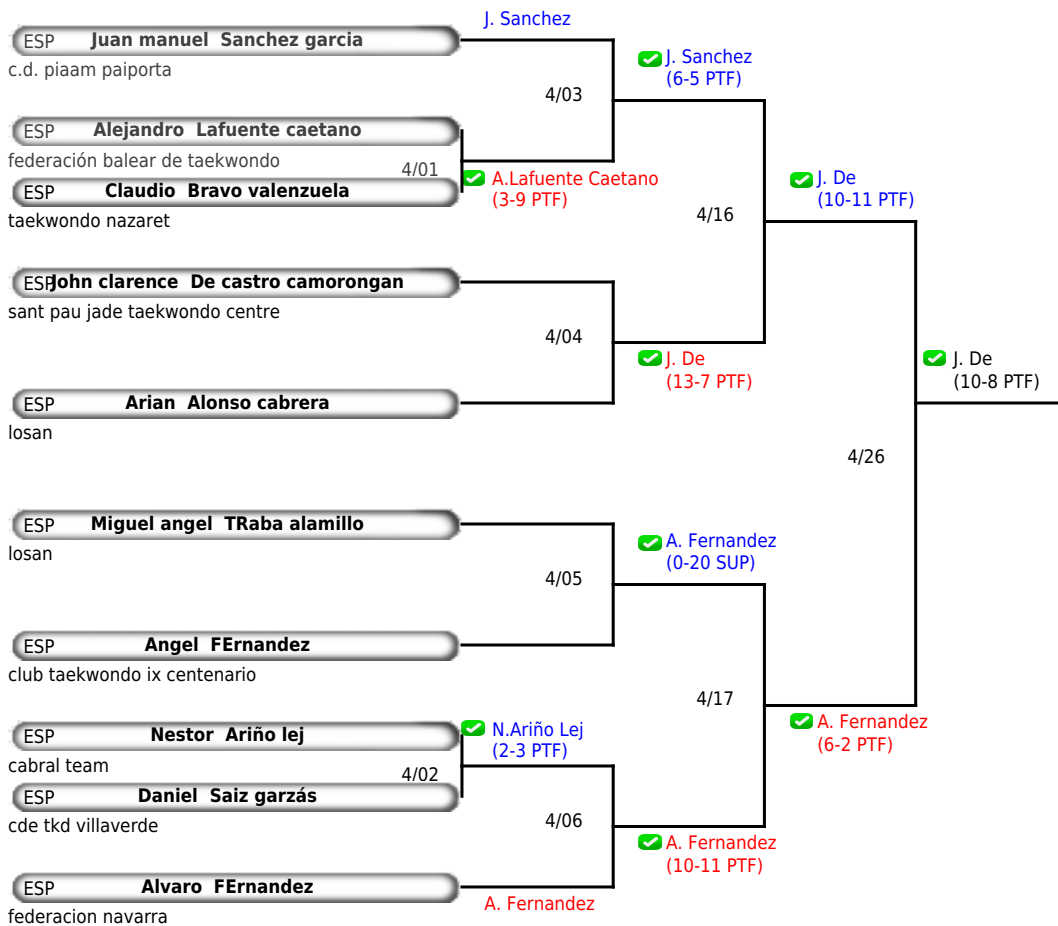 J. Sanchez
ESP Juan manuel Sanchez garcia
c.d. piaam paiporta
J. Sanchez
(6-5 PTF)
4/03
ESP Alejandro Lafuente caetano
federación balear de taekwondo
4/01
A.Lafuente Caetano
(3-9 PTF)
ESP Claudio Bravo valenzuela
taekwondo nazaret
J. De
(10-11 PTF)
4/16
ESP John clarence De castro camorongan
sant pau jade taekwondo centre
4/04
J. De
(13-7 PTF)
J. De
(10-8 PTF)
ESP Arian Alonso cabrera
losan
4/26
ESP Miguel angel TRaba alamillo
losan
A. Fernandez
(0-20 SUP)
4/05
ESP Angel FErnandez
club taekwondo ix centenario
4/17
A. Fernandez
(6-2 PTF)
ESP Nestor Ariño lej
cabral team
N.Ariño Lej
(2-3 PTF)
4/02
ESP Daniel Saiz garzás
cde tkd villaverde
4/06
A. Fernandez
(10-11 PTF)
ESP Alvaro FErnandez
federacion navarra
A. Fernandez